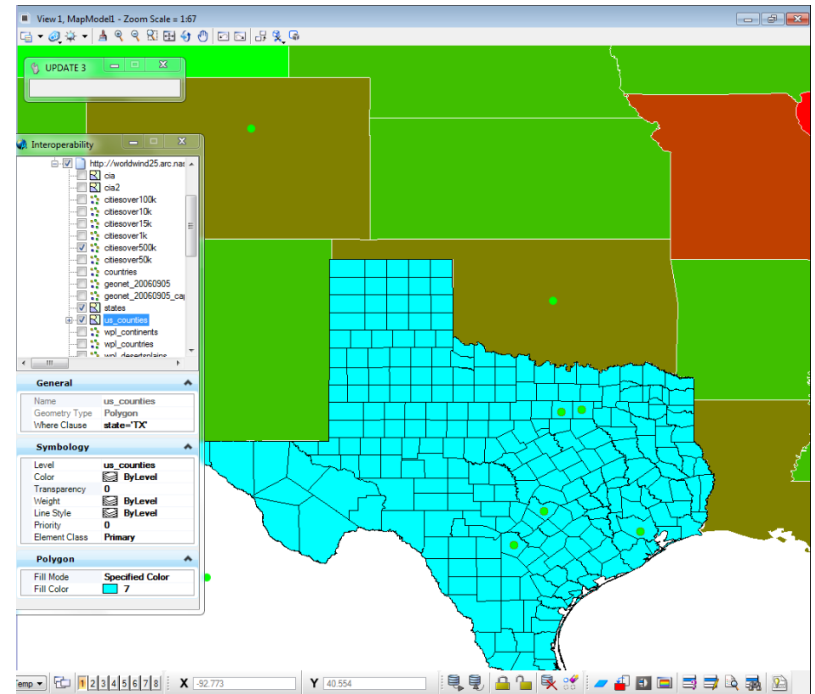 View 1, MapModel1 - Zoom Scale = 1:67
UPDATE 3
Interoperability
http://worldwind25.arc.nas
cia
cia2
citiesover100k
citiesover10k
citiesover15k
citiesover1k
citiesover500k
citiesover50k
countries
geonet_20060905
geonet_20060905_cap
states
us_counties
wpl_continents
wpl_countries
wpl_desertsplains
General
Name us_counties
Geometry Type Polygon
Where Clause state='TX'
Symbology
Level us_counties
Color ByLevel
Transparency 0
Weight ByLevel
Line Style ByLevel
Priority 0
Element Class Primary
Polygon
Fill Mode Specified Color
Fill Color 7
Temp 1 2 3 4 5 6 7 8 X -92.773 Y 40.554